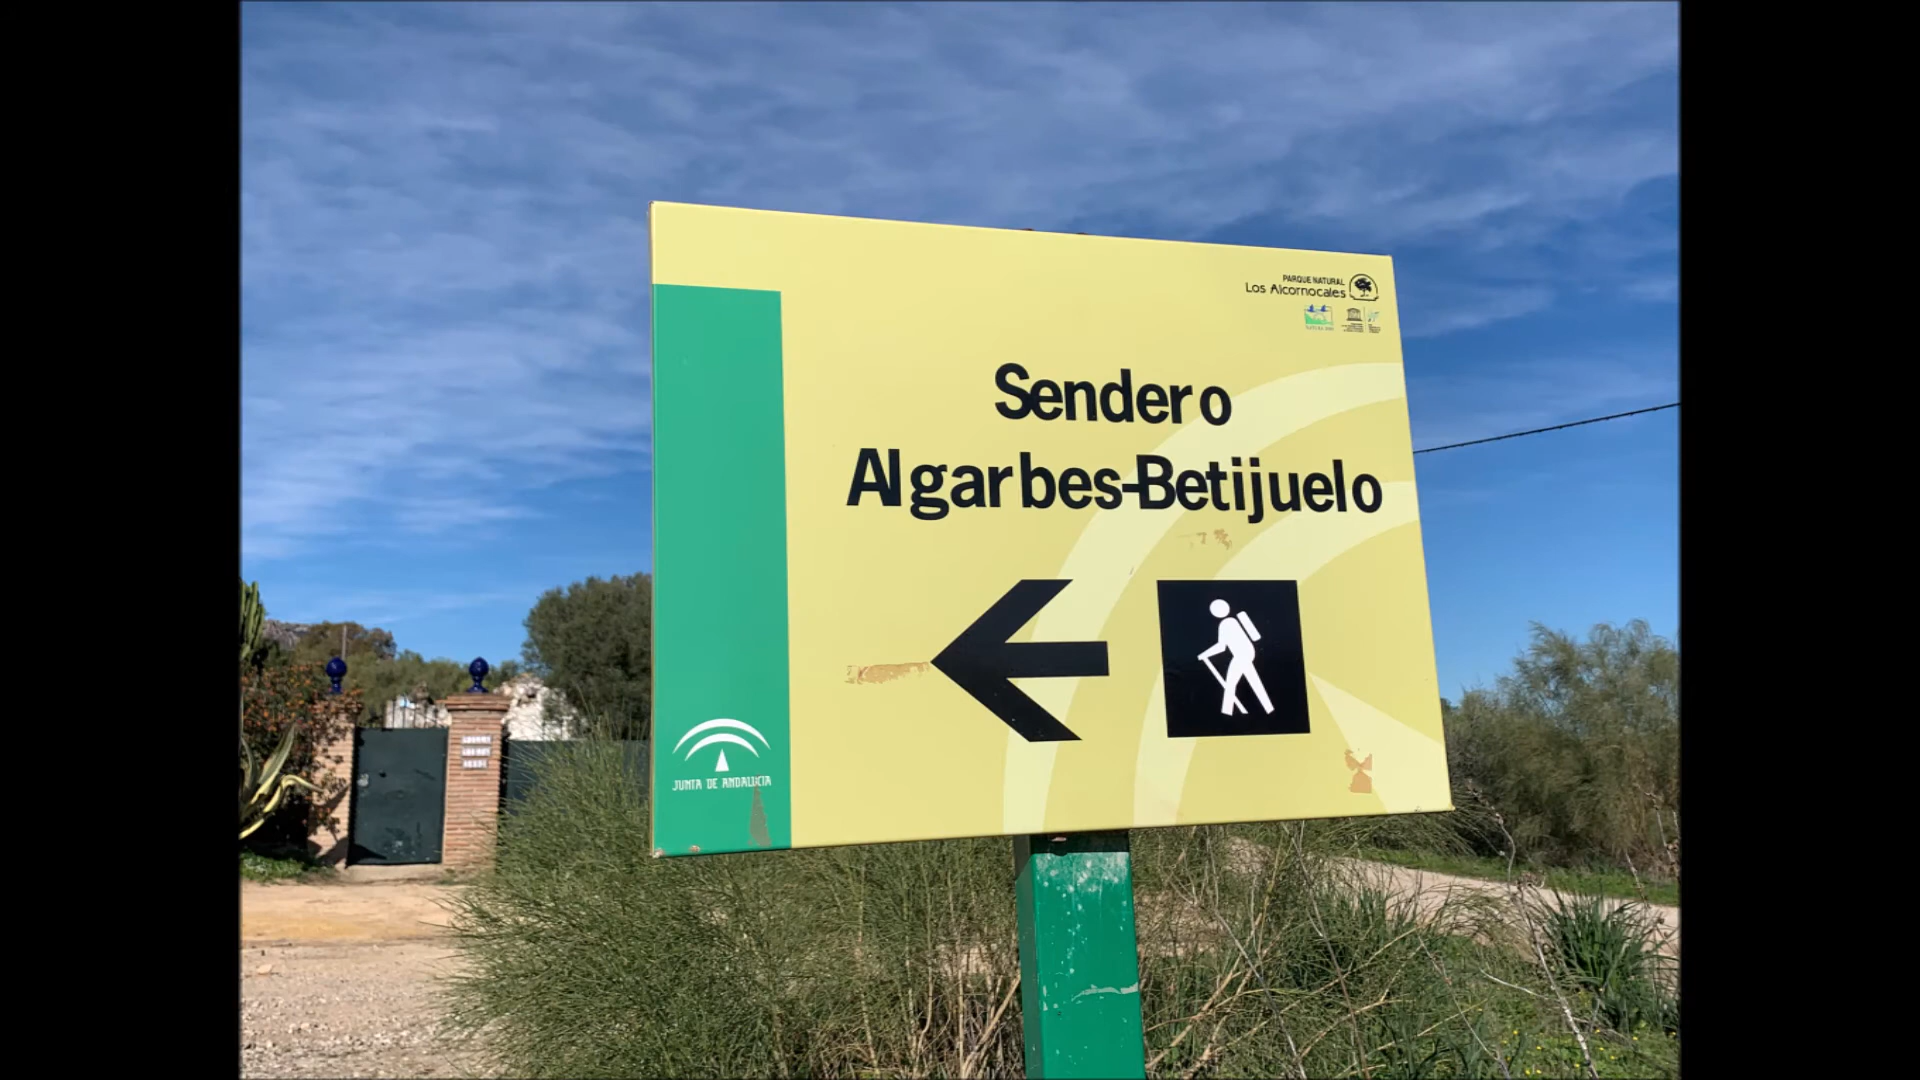 PARQUE NATURAL
Los Alcornocales
Sendero
Algarbes-Betijuelo
JUNTA DE ANDALUCIA